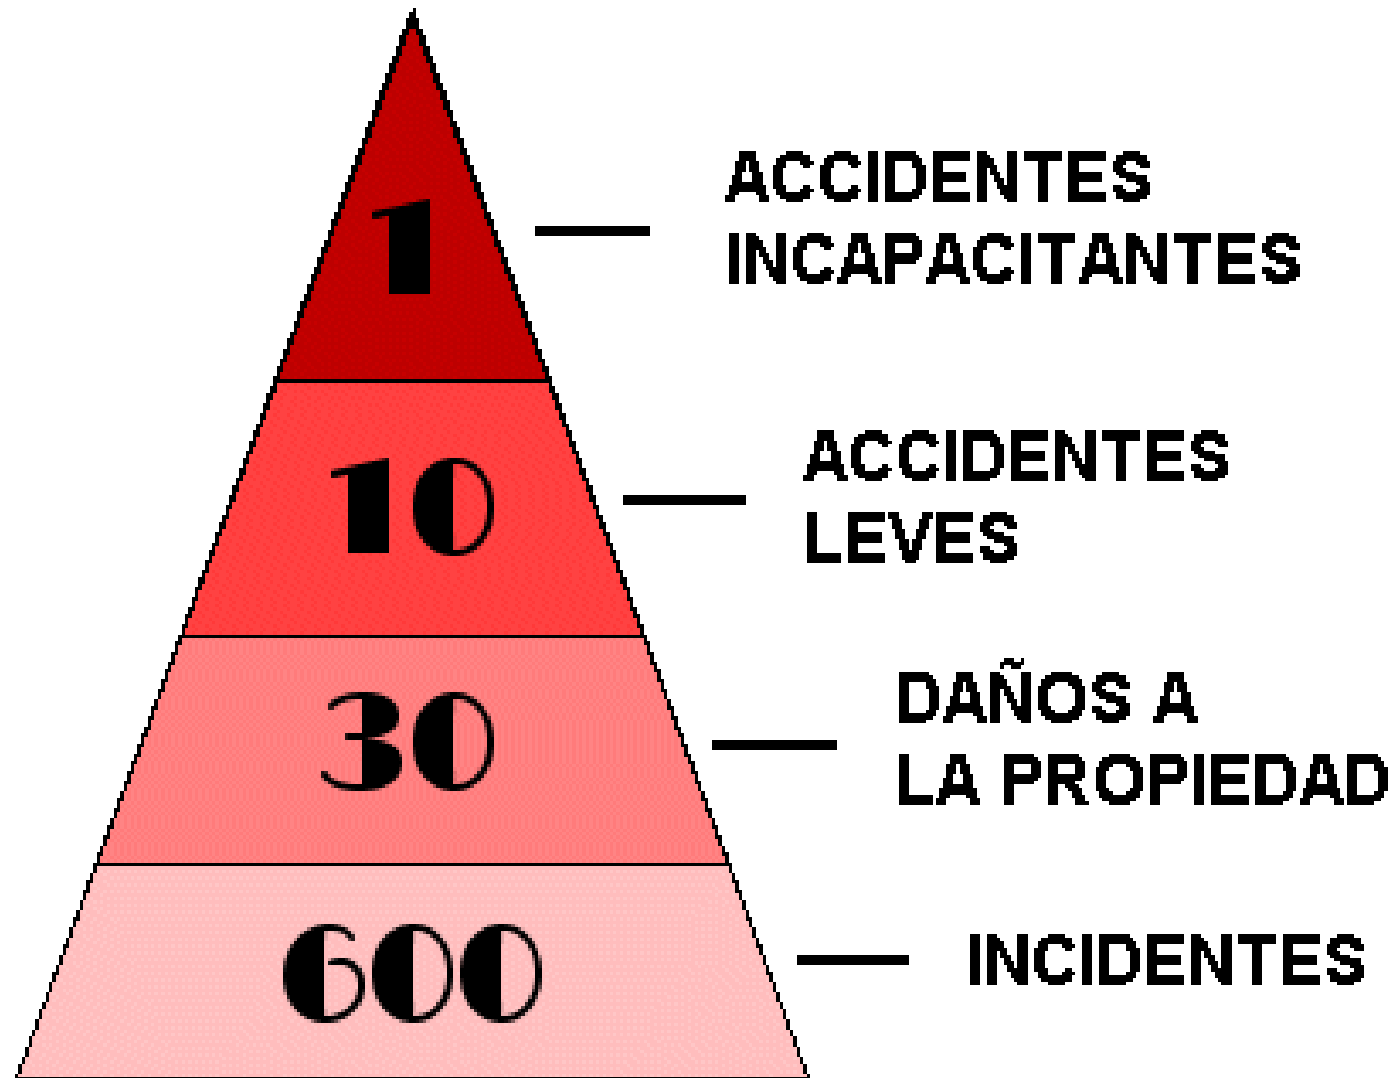 1
ACCIDENTES
INCAPACITANTES
10
ACCIDENTES
LEVES
30
DAÑOS A
LA PROPIEDAD
600
INCIDENTES